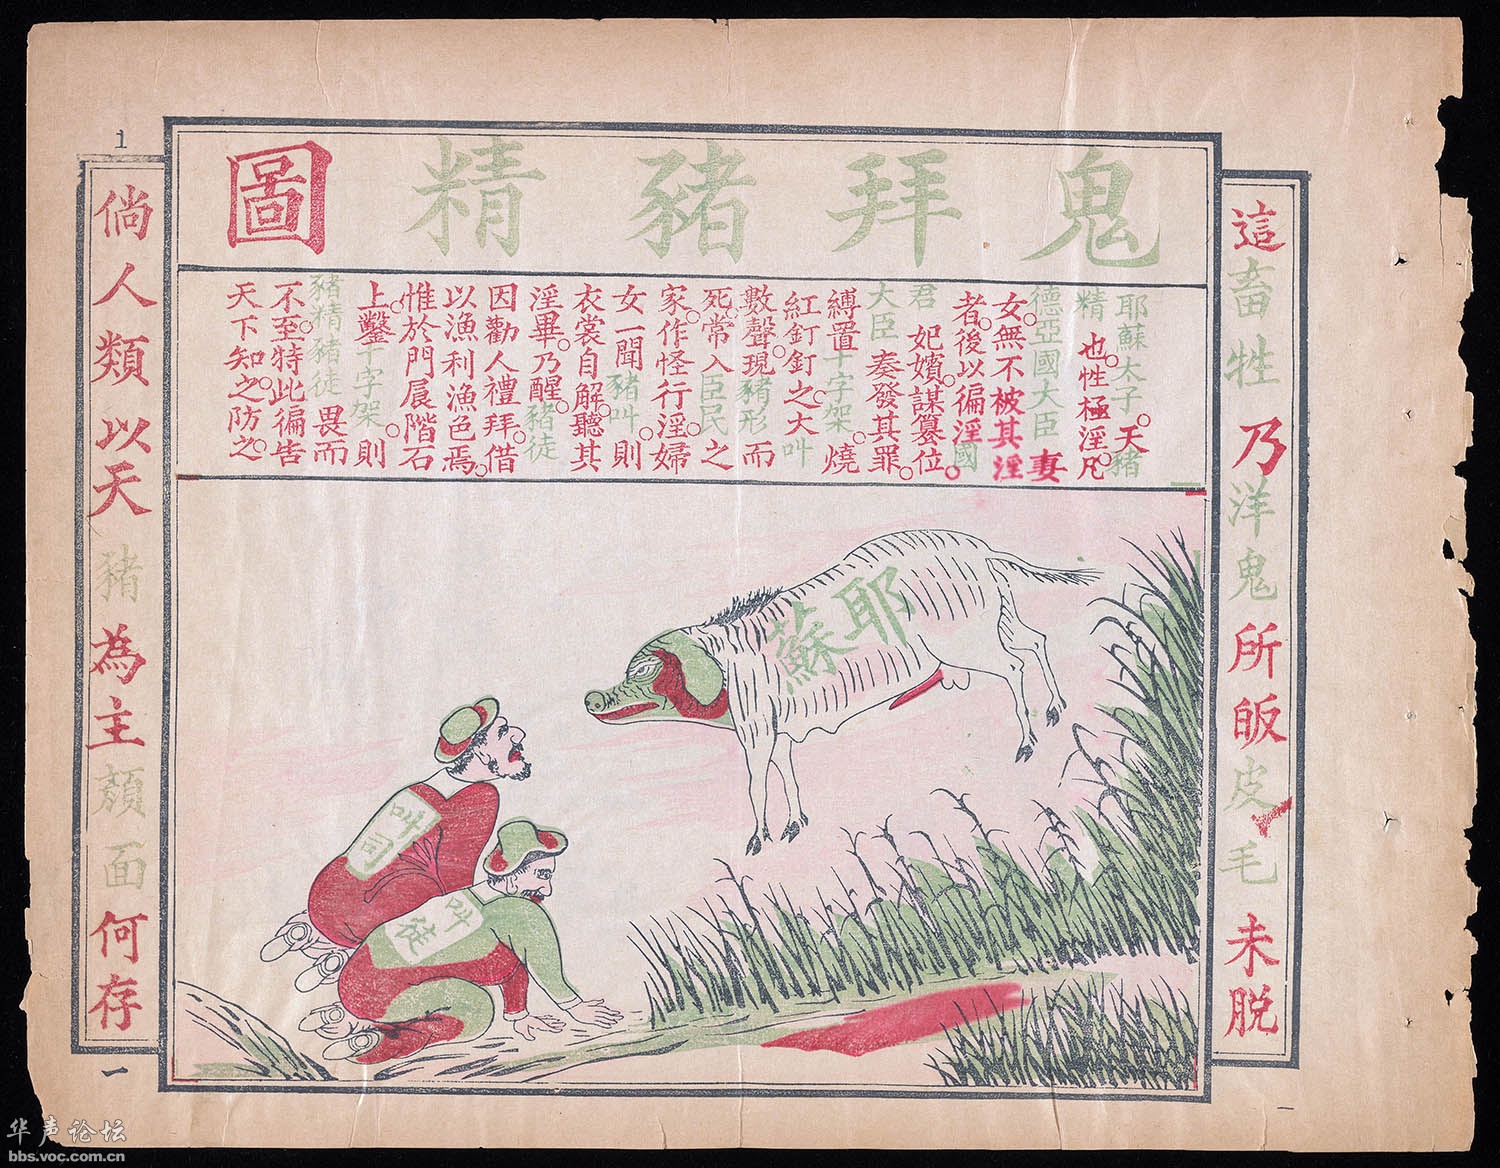 鬼拜豬精圖
耶蘇太子。天豬
精也。性極淫。凡
德亞國大臣妻
女。無不被其淫
者。後以徧淫國
君妃嬪。謀簒位。
大臣奏發其罪。
縛置十字架。燒
紅釘釘之。大叫
數聲。現豬形而
死。常入臣民之
家。作怪行淫。婦
女一聞豬叫。則
衣裳自解。聽其
淫畢。乃醒。豬徒
因勸人禮拜。借
以漁利漁色焉。
惟於門晨階石
上。鑿十字架。則
豬精豬徒畏而
不至。特此徧告
天下知之。防之。
這畜牲乃洋鬼所皈皮毛未脱
倘人類以天豬為主顏面何存
耶蘇
叫司
叫徒
1
一
一
华声论坛
bbs.voc.com.cn